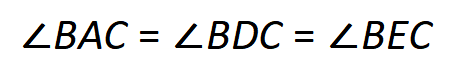 ∠BAC = ∠BDC = ∠BEC